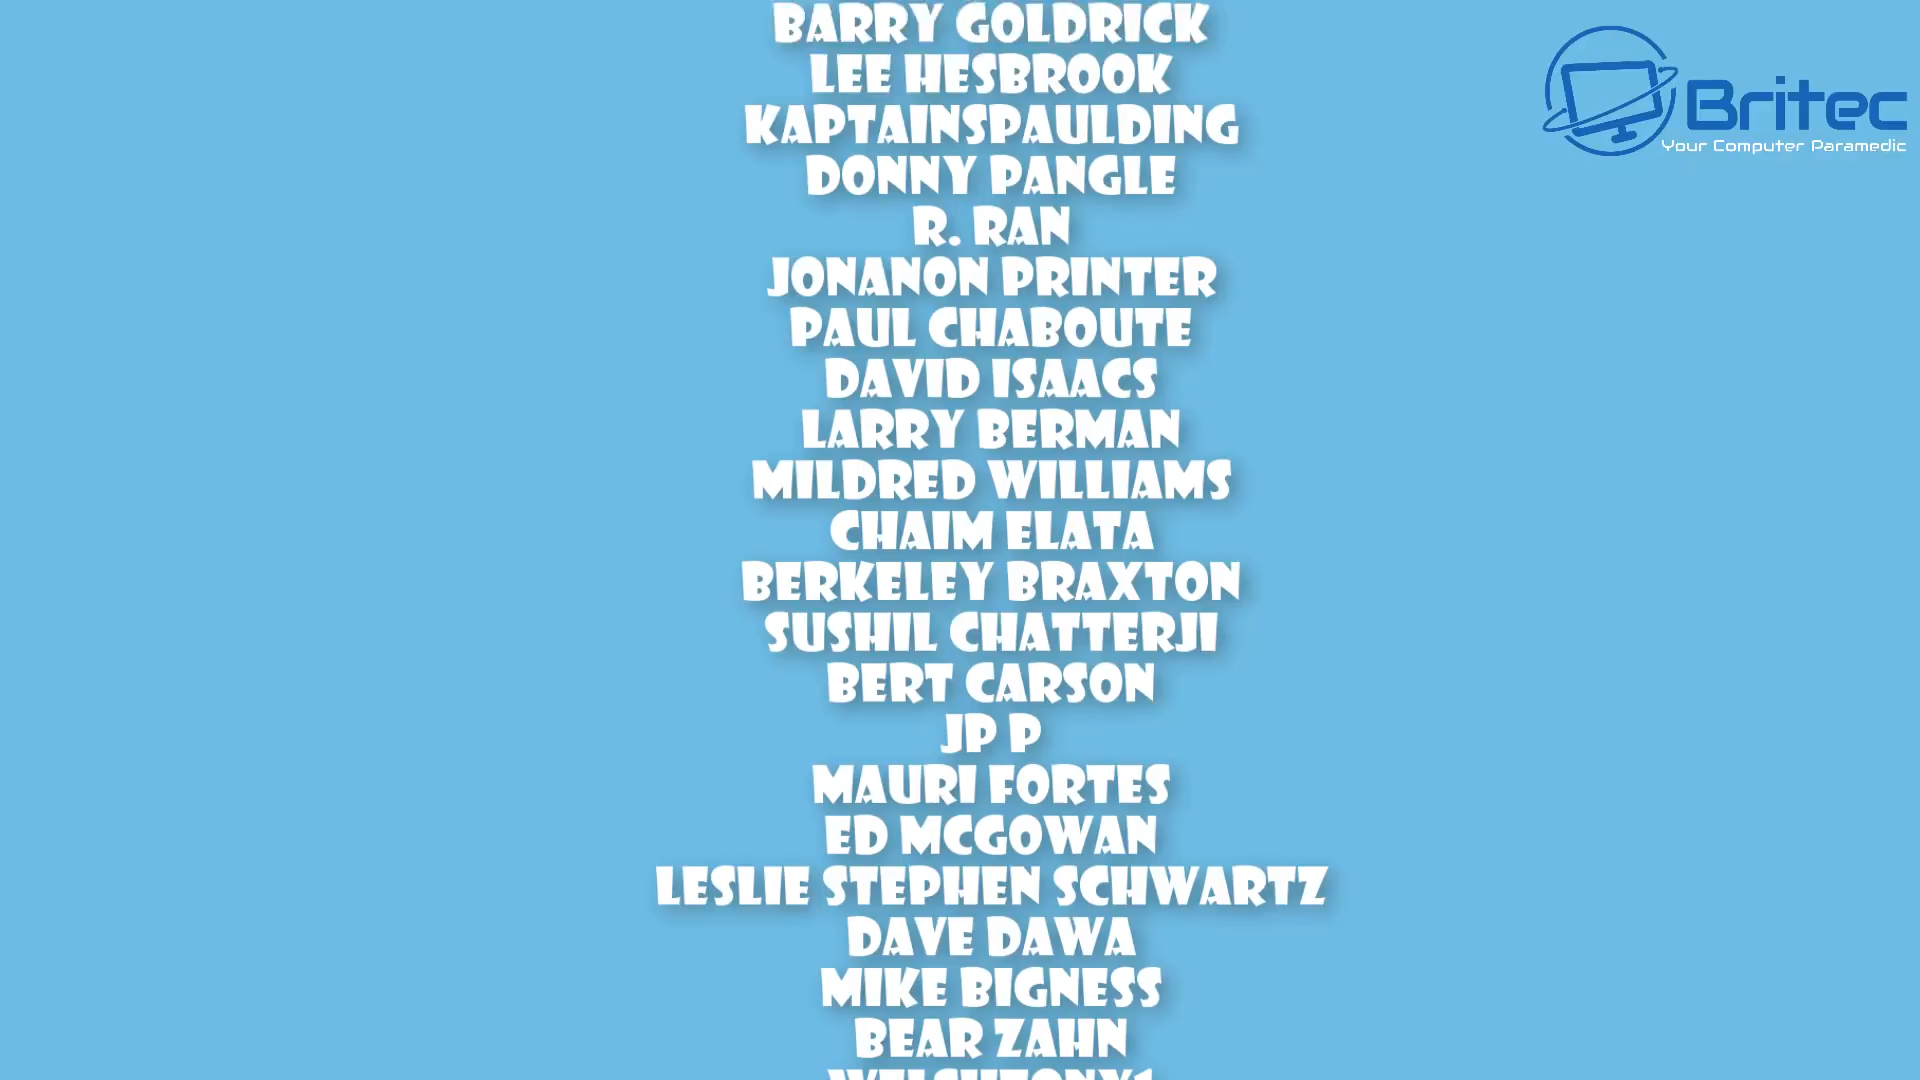 BARRY GOLDRICK
LEE HESBROOK
KAPTAINSPAULDING
DONNY PANGLE
R. RAN
JONANON PRINTER
PAUL CHABOUTE
DAVID ISAACS
LARRY BERMAN
MILDRED WILLIAMS
CHAIM ELATA
BERKELEY BRAXTON
SUSHIL CHATTERJI
BERT CARSON
JP P
MAURI FORTES
ED MCGOWAN
LESLIE STEPHEN SCHWARTZ
DAVE DAWA
MIKE BIGNESS
BEAR ZAHN
Britec
Your Computer Paramedic